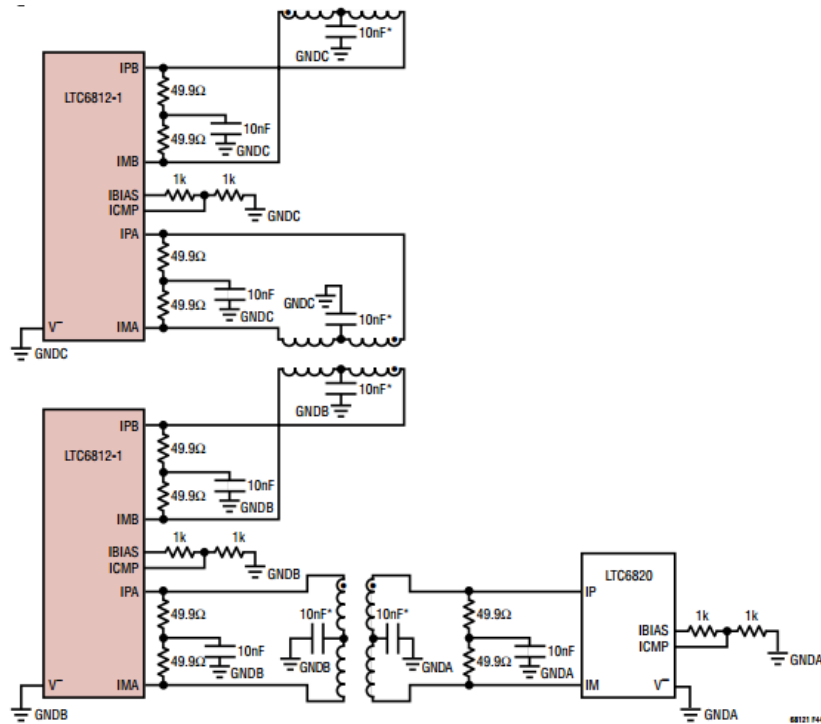 10nF*
GNDC
IPB
49.9Ω
LTC6812-1
10nF
49.9Ω
GNDC
IMB
1k 1k
IBIAS
ICMP
GNDC
IPA
49.9Ω
10nF
GNDC
49.9Ω
GNDC
10nF*
V–
IMA
GNDC
10nF*
GNDB
IPB
49.9Ω
LTC6812-1
10nF
49.9Ω
GNDB
IMB
1k 1k
IBIAS
ICMP
GNDB
IPA
49.9Ω
10nF
49.9Ω
GNDB
IMA
V–
GNDB
10nF*
GNDB
10nF*
GNDA
49.9Ω
10nF
49.9Ω
GNDA
IP
LTC6820
1k 1k
IBIAS
ICMP
GNDA
IM
V–
GNDA